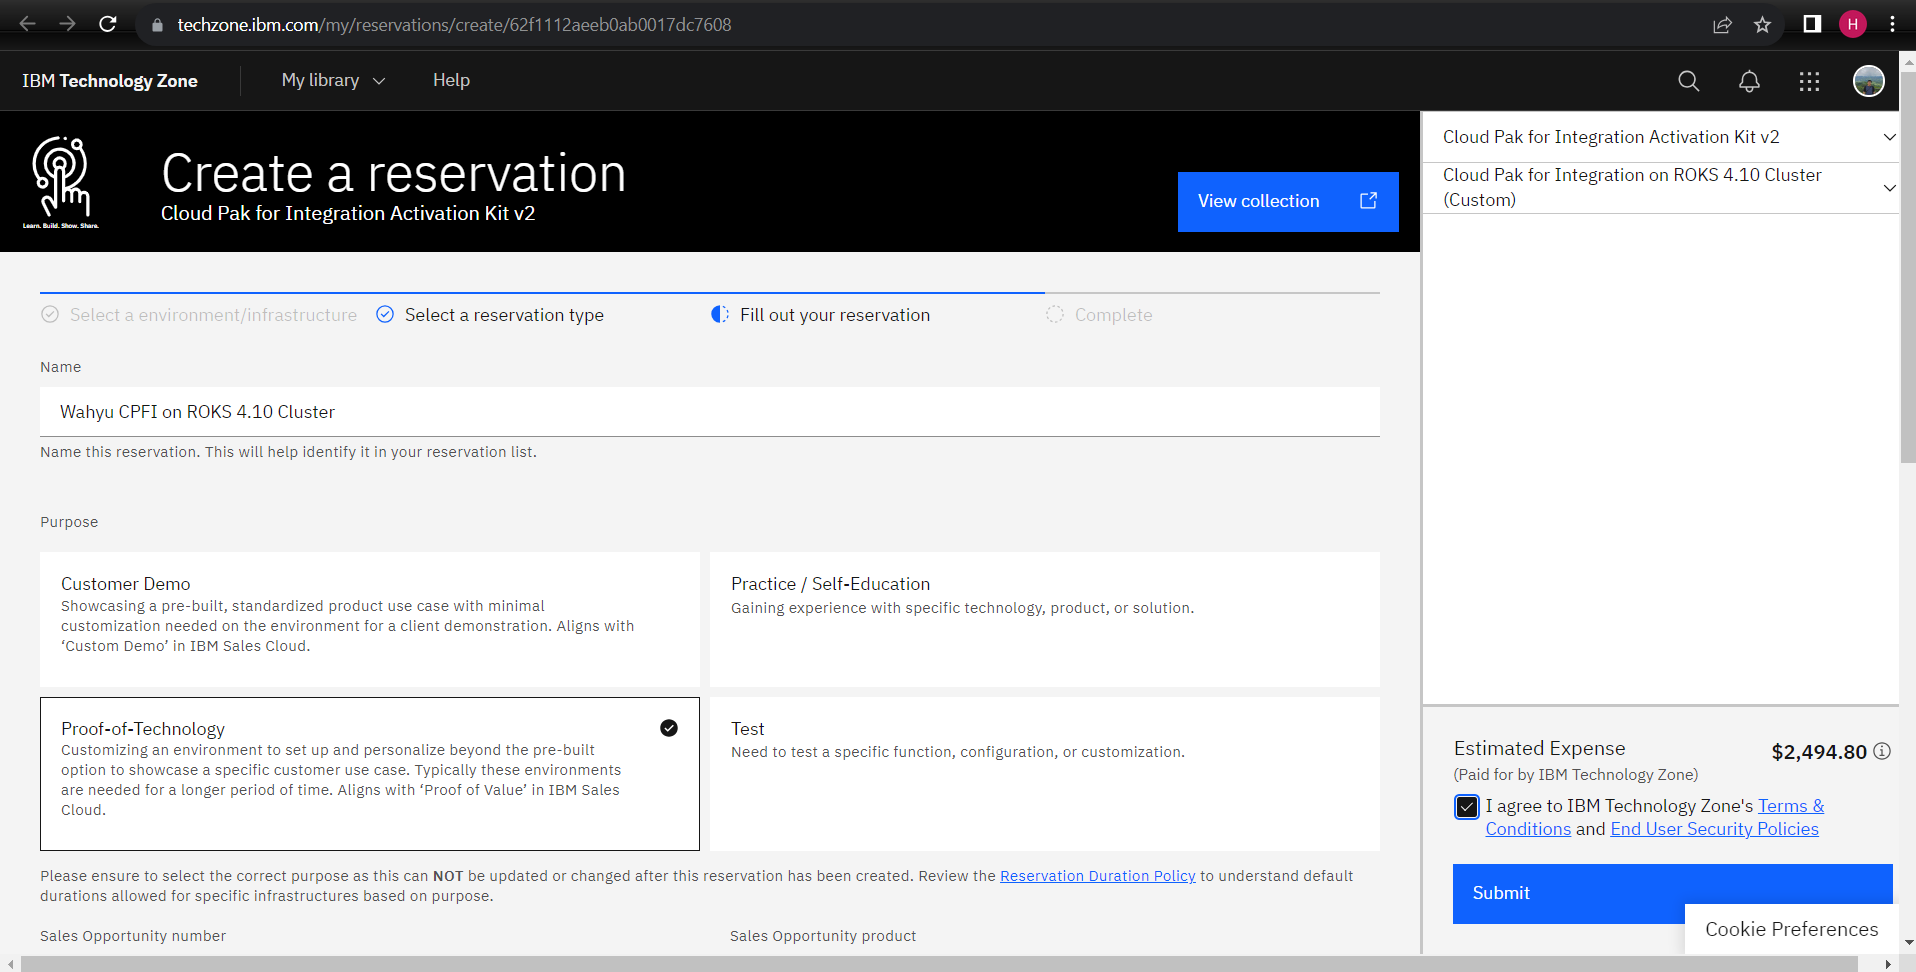 techzone.ibm.com/my/reservations/create/62f1112aeeb0ab0017dc7608
H
IBM Technology Zone
My library
Help
Learn. Build. Show. Share.
Create a reservation
Cloud Pak for Integration Activation Kit v2
View collection
Select a environment/infrastructure
Select a reservation type
Fill out your reservation
Complete
Name
Wahyu CPFI on ROKS 4.10 Cluster
Name this reservation. This will help identify it in your reservation list.
Purpose
Customer Demo
Showcasing a pre-built, standardized product use case with minimal
customization needed on the environment for a client demonstration. Aligns with
‘Custom Demo’ in IBM Sales Cloud.
Practice / Self-Education
Gaining experience with specific technology, product, or solution.
Proof-of-Technology
Customizing an environment to set up and personalize beyond the pre-built
option to showcase a specific customer use case. Typically these environments
are needed for a longer period of time. Aligns with ‘Proof of Value’ in IBM Sales
Cloud.
Test
Need to test a specific function, configuration, or customization.
Please ensure to select the correct purpose as this can NOT be updated or changed after this reservation has been created. Review the Reservation Duration Policy to understand default
durations allowed for specific infrastructures based on purpose.
Sales Opportunity number
Sales Opportunity product
Cloud Pak for Integration Activation Kit v2
Cloud Pak for Integration on ROKS 4.10 Cluster
(Custom)
Estimated Expense
$2,494.80
(Paid for by IBM Technology Zone)
I agree to IBM Technology Zone's Terms &
Conditions and End User Security Policies
Submit
Cookie Preferences